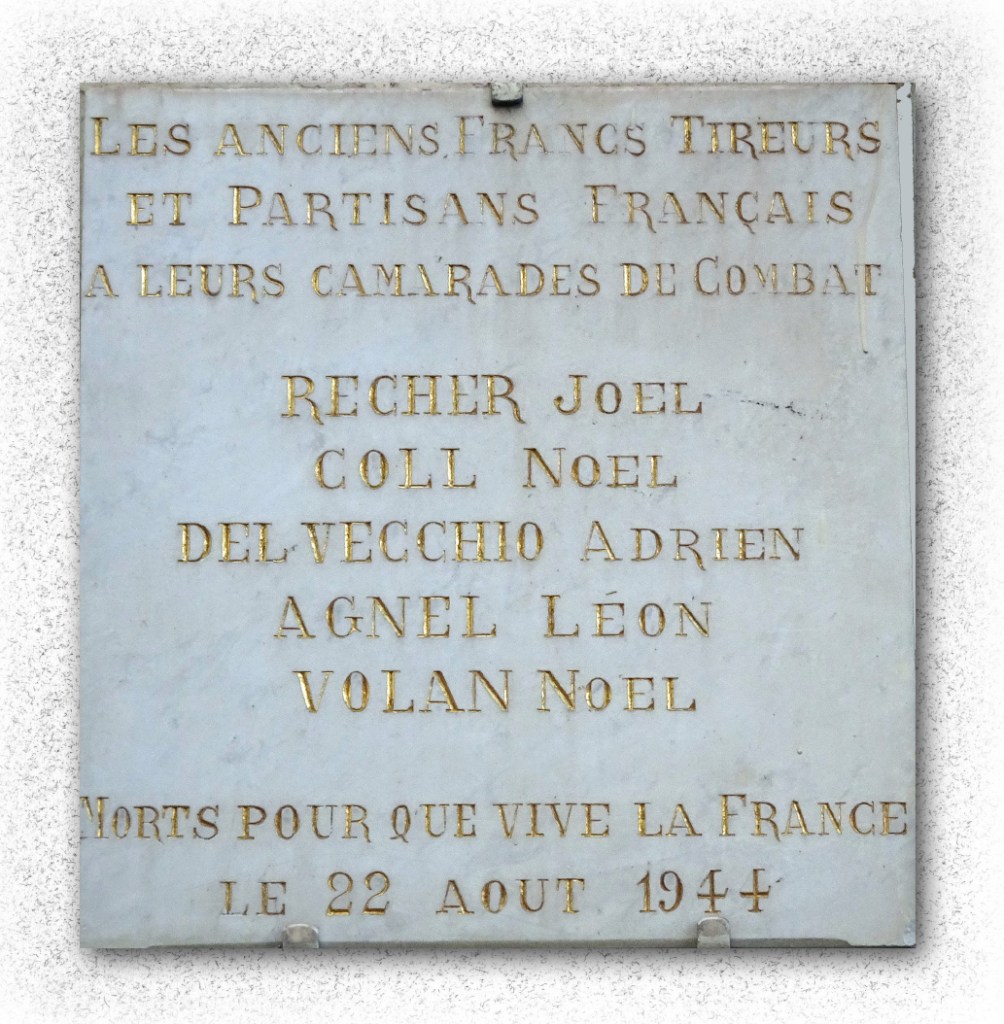 LES ANCIENS FRANCS TIREURS
ET PARTISANS FRANÇAIS
A LEURS CAMARADES DE COMBAT
RECHER JOEL
COLL NOEL
DEL VECCHIO ADRIEN
AGNEL LÉON
VOLAN NOEL
MORTS POUR QUE VIVE LA FRANCE
LE 22 AOUT 1944